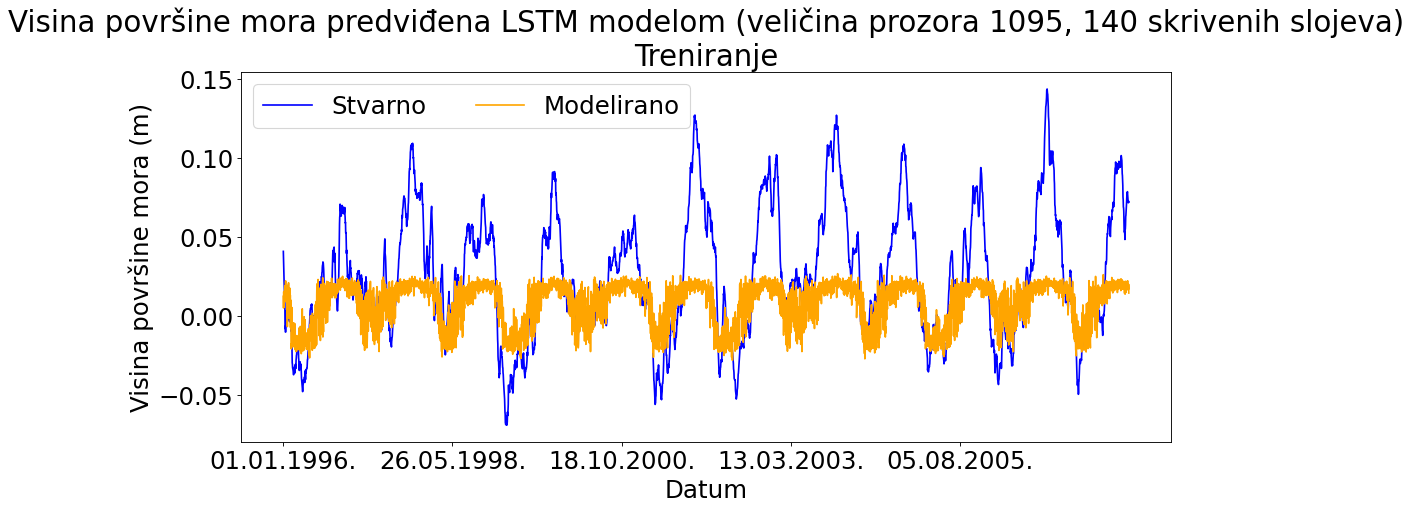 Visina površine mora predviđena LSTM modelom (veličina prozora 1095, 140 skrivenih slojeva)
Treniranje
Stvarno Modelirano
Visina površine mora (m)
0.15
0.10
0.05
0.00
−0.05
01.01.1996. 26.05.1998. 18.10.2000. 13.03.2003. 05.08.2005.
Datum